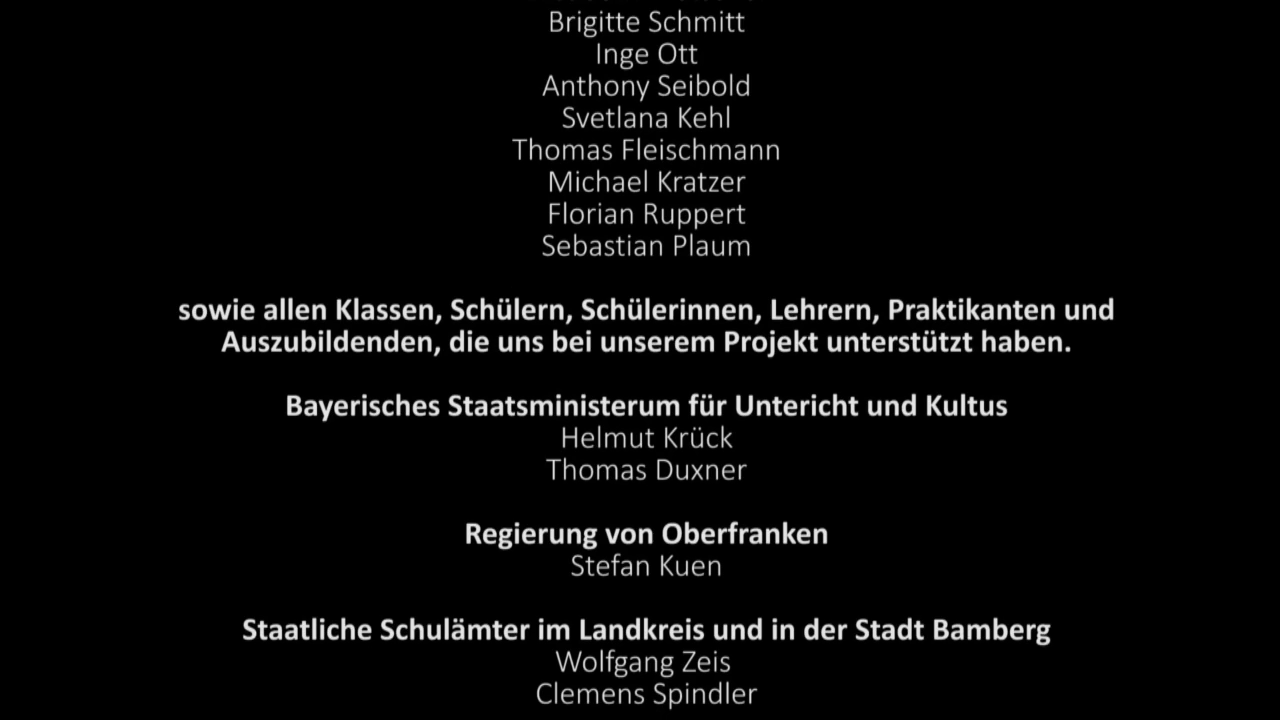 Brigitte Schmitt
Inge Ott
Anthony Seibold
Svetlana Kehl
Thomas Fleischmann
Michael Kratzer
Florian Ruppert
Sebastian Plaum
sowie allen Klassen, Schülern, Schülerinnen, Lehrern, Praktikanten und
Auszubildenden, die uns bei unserem Projekt unterstützt haben.
Bayerisches Staatsministerum für Untericht und Kultus
Helmut Krück
Thomas Duxner
Regierung von Oberfranken
Stefan Kuen
Staatliche Schulämter im Landkreis und in der Stadt Bamberg
Wolfgang Zeis
Clemens Spindler